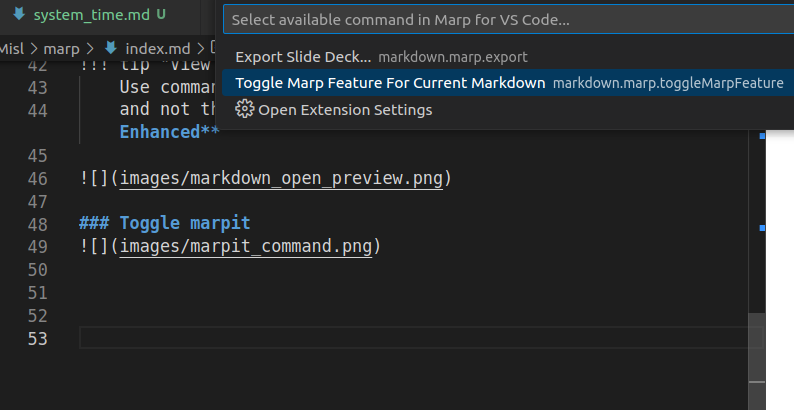 system_time.md U
Select available command in Marp for VS Code...
Misl > marp > index.md >
Export Slide Deck... markdown.marp.export
Toggle Marp Feature For Current Markdown markdown.marp.toggleMarpFeature
Open Extension Settings
42 !!! tip "View
43 Use comman
44 and not th
Enhanced**
45
46 ![](images/markdown_open_preview.png)
47
48 ### Toggle marpit
49 ![](images/marpit_command.png)
50
51
52
53